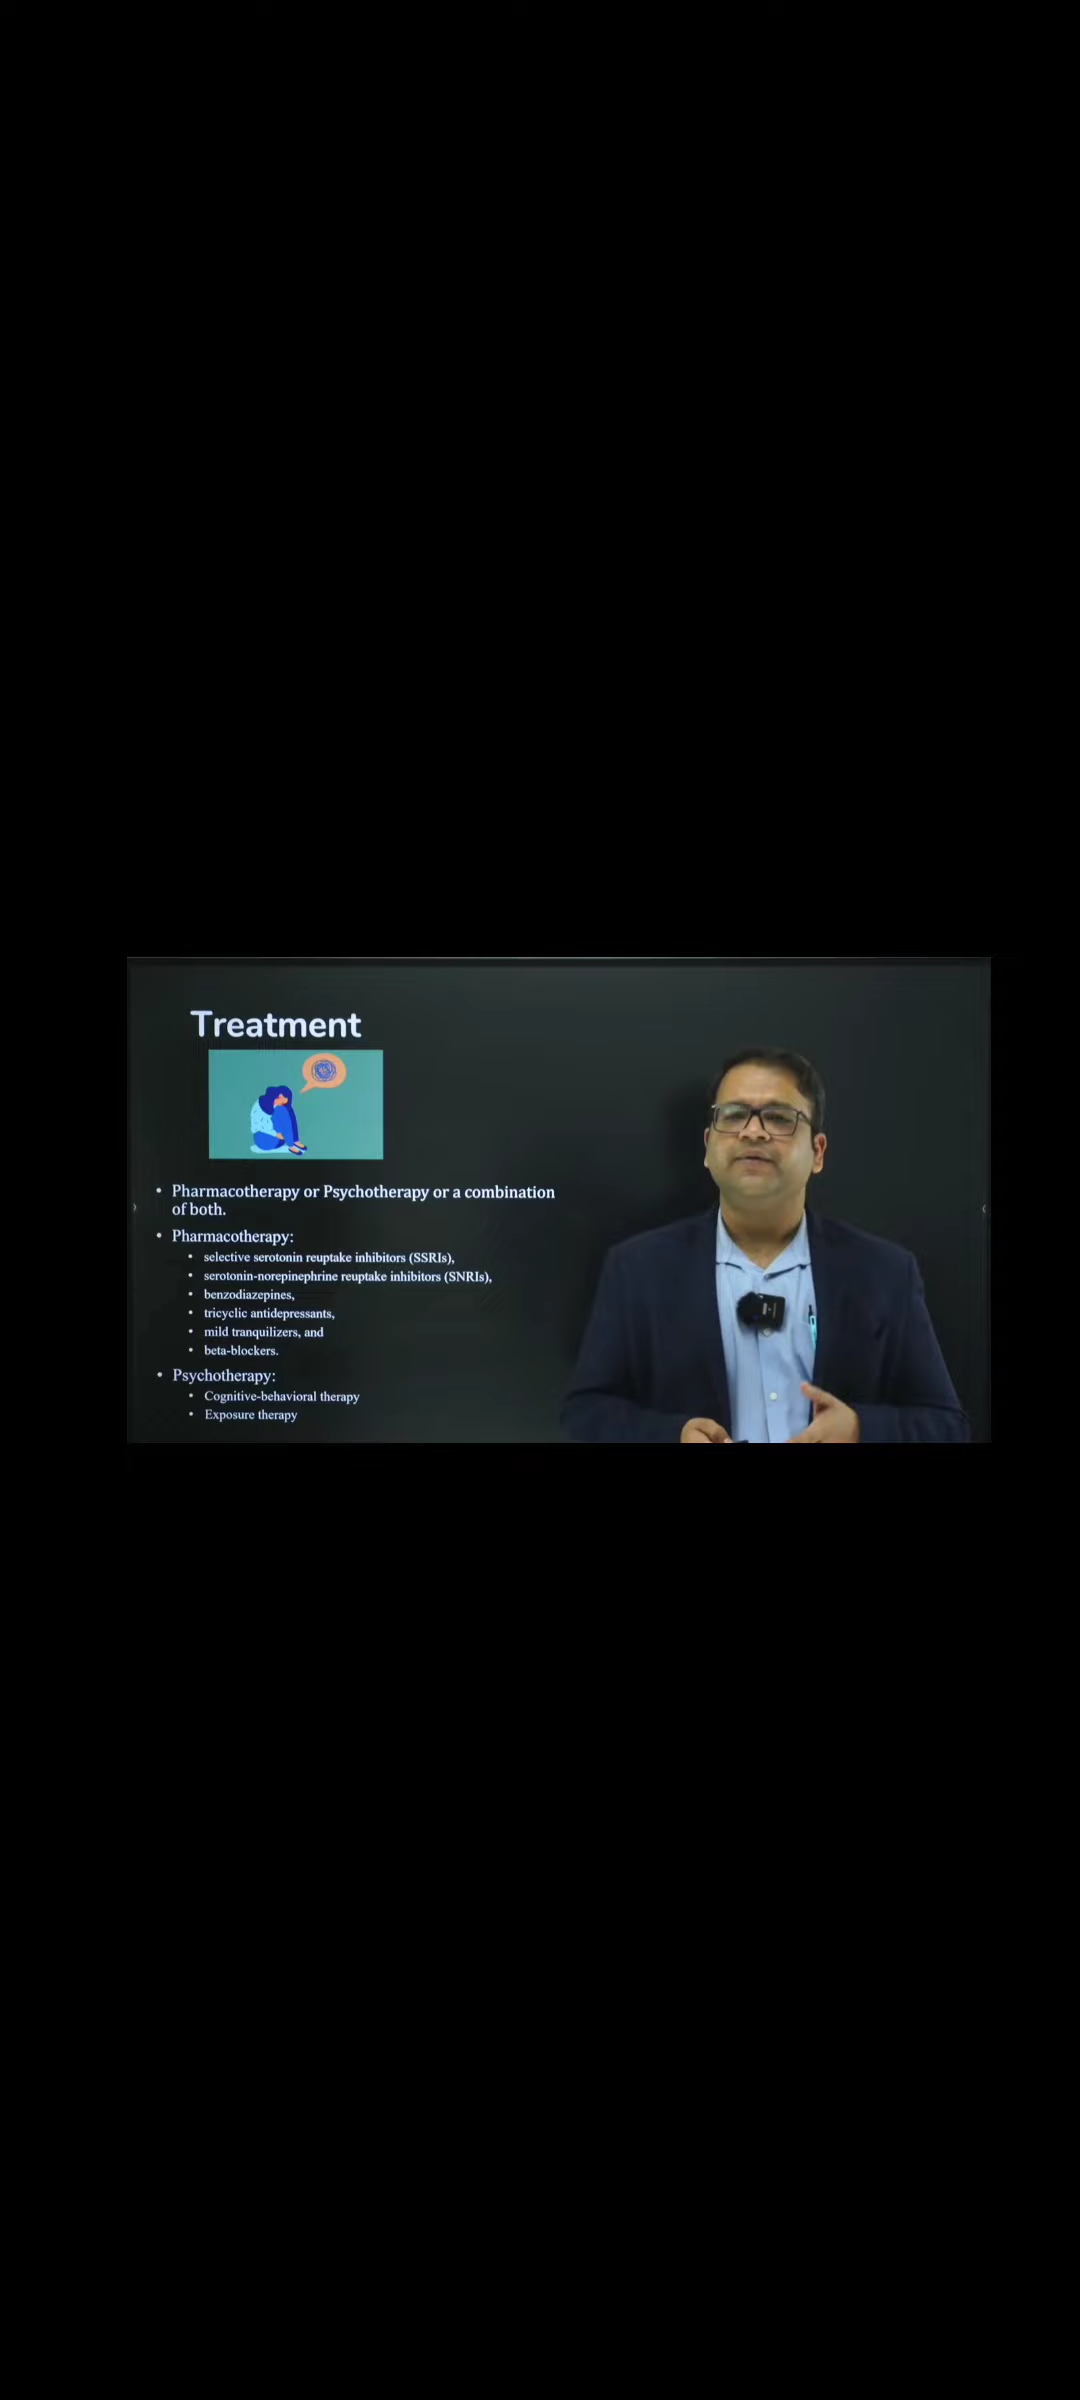 Treatment
• Pharmacotherapy or Psychotherapy or a combination
of both.
• Pharmacotherapy:
• selective serotonin reuptake inhibitors (SSRIs),
• serotonin-norepinephrine reuptake inhibitors (SNRIs),
• benzodiazepines,
• tricyclic antidepressants,
• mild tranquilizers, and
• beta-blockers.
• Psychotherapy:
• Cognitive-behavioral therapy
• Exposure therapy